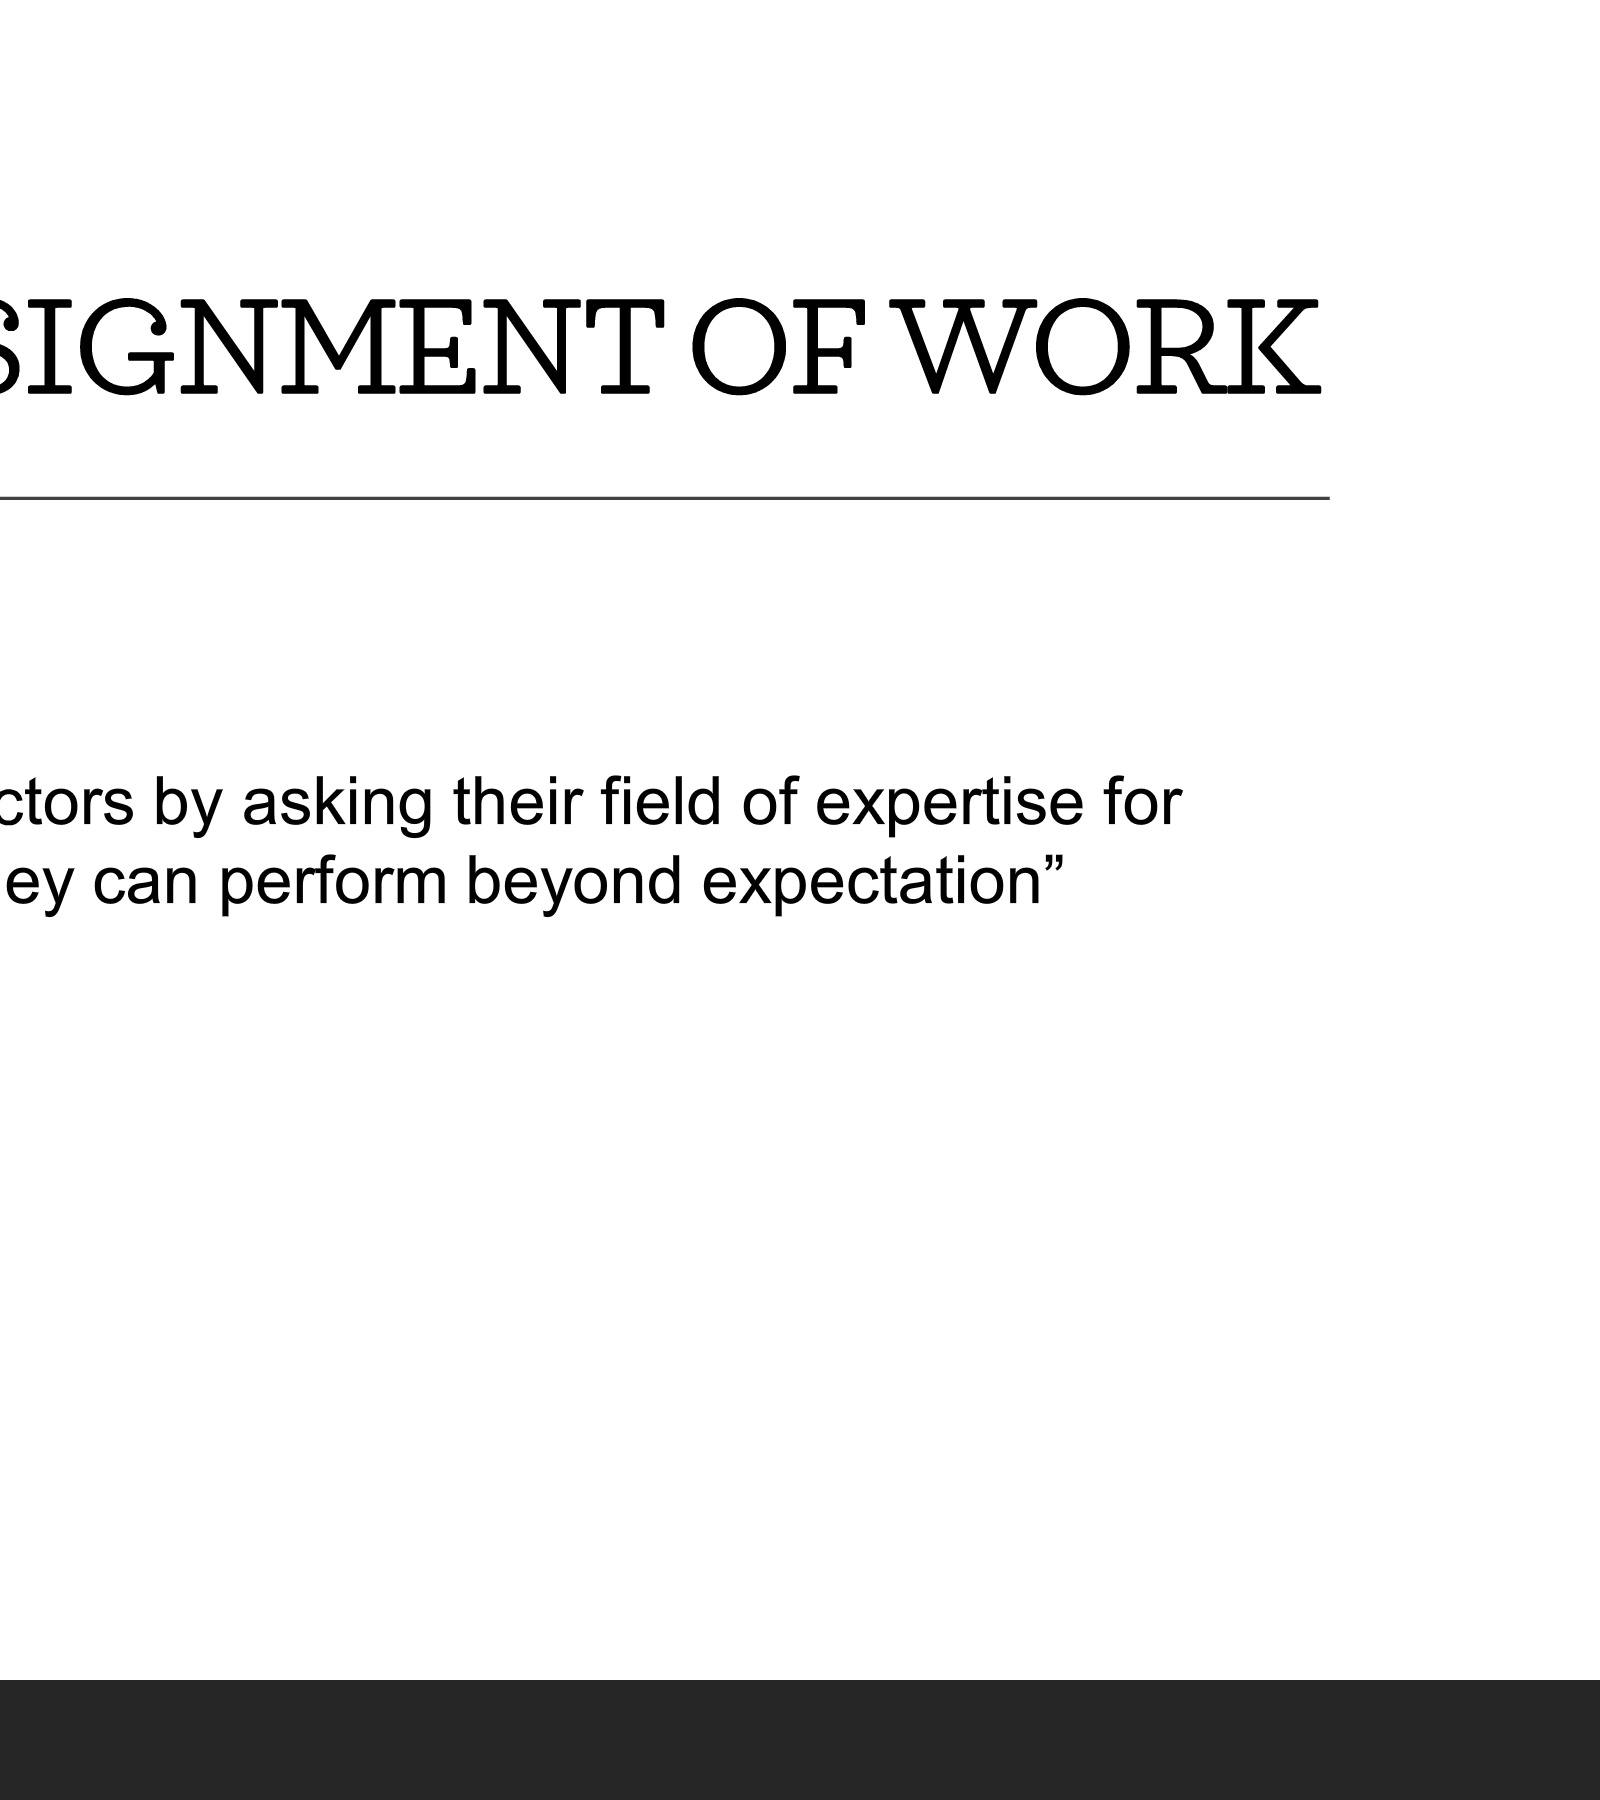 SIGNMENT OF WORK
ctors by asking their field of expertise for
ey can perform beyond expectation”